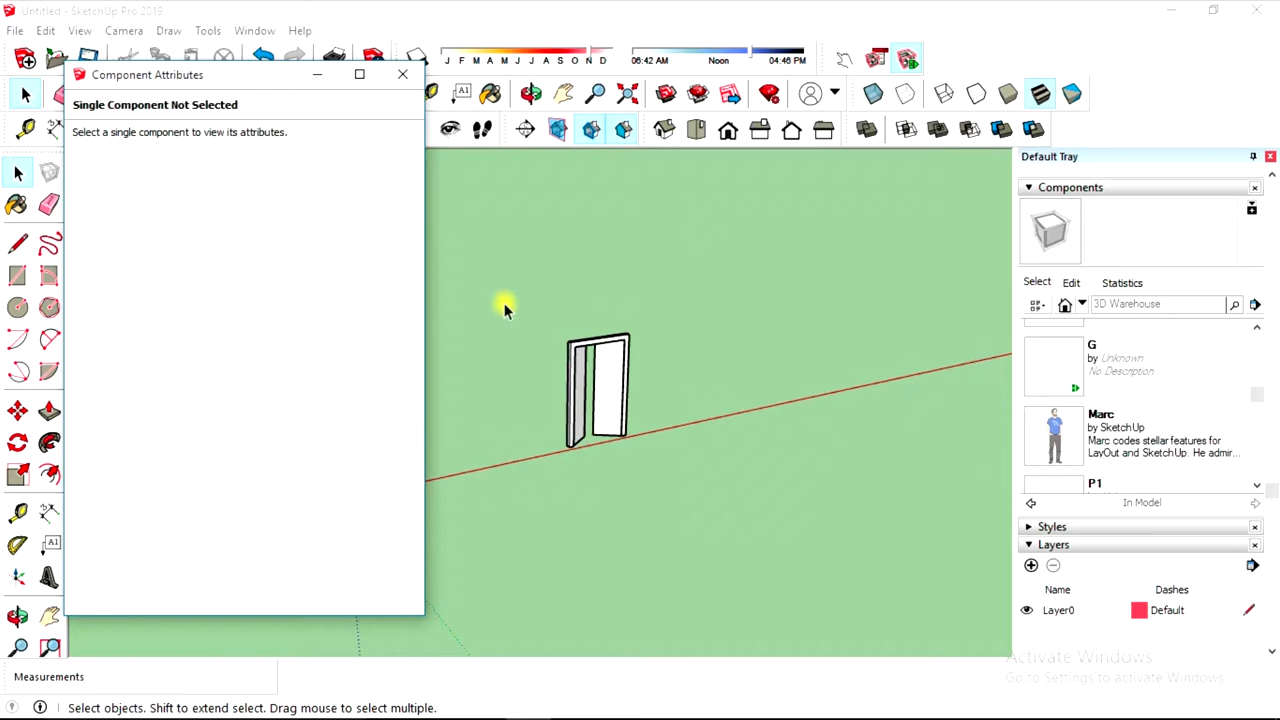 Untitled - SketchUp Pro 2019
File Edit View Camera Draw Tools Window Help
J F M A M J J A S O N D
06:42 AM Noon 04:46 PM
Component Attributes
Single Component Not Selected
Select a single component to view its attributes.
A1
A1
Default Tray
Components
Select Edit Statistics
3D Warehouse
G
by Unknown
No Description
Marc
by SketchUp
Marc codes stellar features for
LayOut and SketchUp. He admir...
P1
In Model
Styles
Layers
Name Dashes
Layer0 Default
Activate Windows
Go to Settings to activate Windows.
Measurements
Select objects. Shift to extend select. Drag mouse to select multiple.